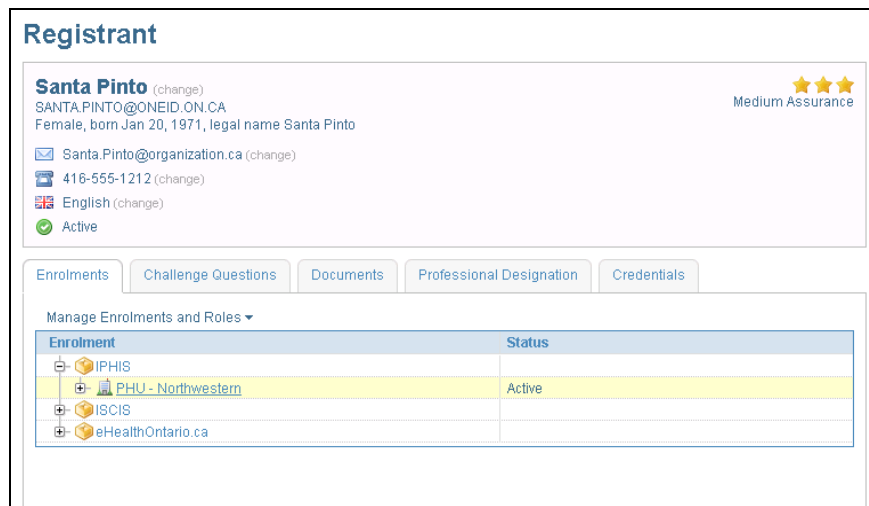 Registrant
Santa Pinto (change)
SANTA.PINTO@ONEID.ON.CA
Female, born Jan 20, 1971, legal name Santa Pinto
Medium Assurance
Santa.Pinto@organization.ca (change)
416-555-1212 (change)
English (change)
Active
Enrolments Challenge Questions Documents Professional Designation Credentials
Manage Enrolments and Roles
Enrolment Status
IPHIS
PHU - Northwestern Active
ISCIS
eHealthOntario.ca